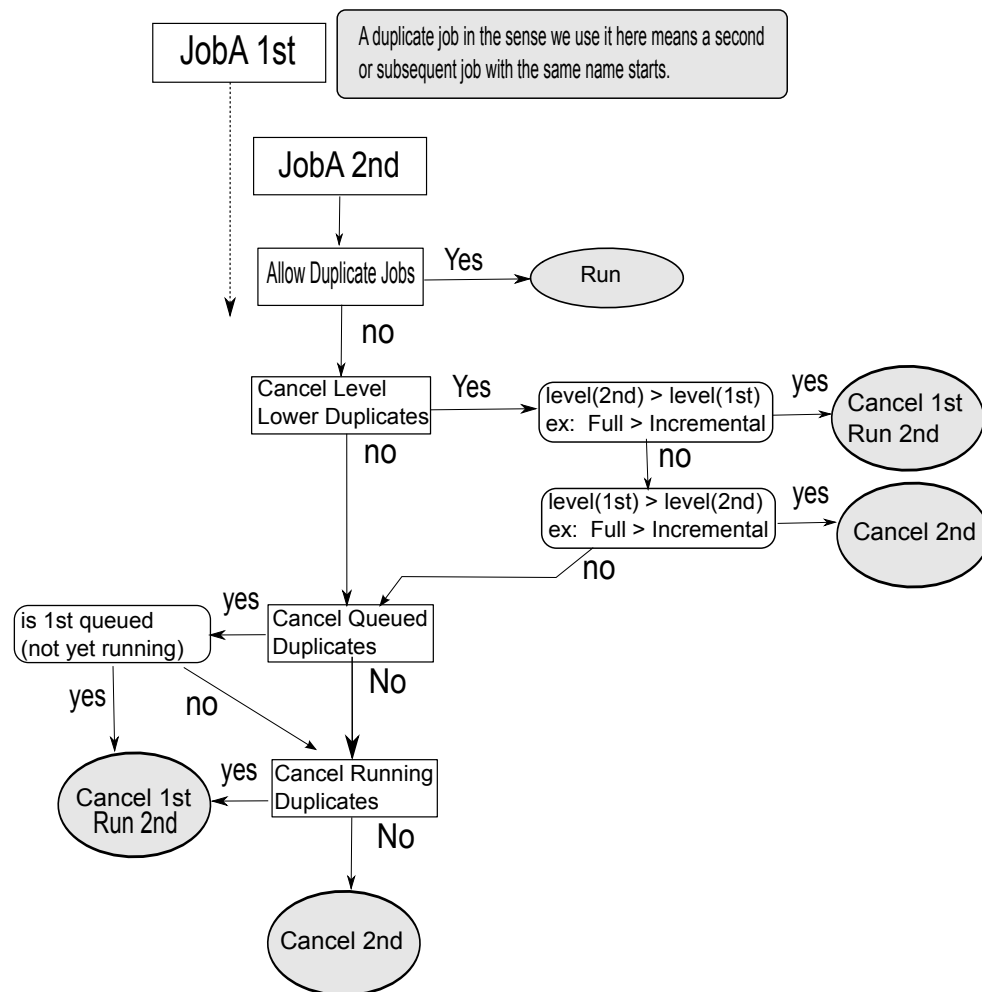 JobA 1st
A duplicate job in the sense we use it here means a second
or subsequent job with the same name starts.
JobA 2nd
Allow Duplicate Jobs
Yes
Run
no
Cancel Level
Lower Duplicates
Yes
level(2nd) > level(1st)
ex:  Full > Incremental
yes
Cancel 1st
Run 2nd
no
no
level(1st) > level(2nd)
ex:  Full > Incremental
yes
Cancel 2nd
no
Cancel Queued
Duplicates
yes
is 1st queued
(not yet running)
No
yes
no
Cancel Running
Duplicates
yes
Cancel 1st
Run 2nd
No
Cancel 2nd